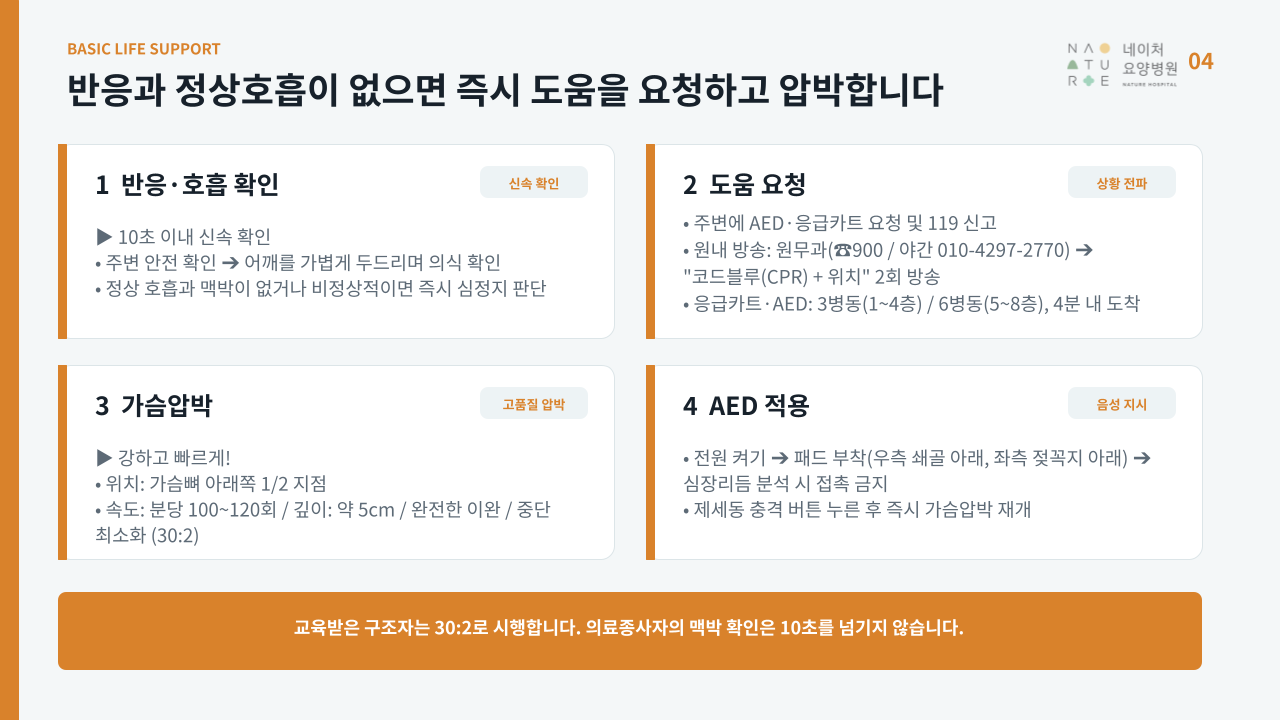 BASIC LIFE SUPPORT
반응과 정상호흡이 없으면 즉시 도움을 요청하고 압박합니다
N A
A T U
R E
네이처
요양병원
NATURE HOSPITAL
04
1 반응·호흡 확인
신속 확인
▶ 10초 이내 신속 확인
• 주변 안전 확인 ➔ 어깨를 가볍게 두드리며 의식 확인
• 정상 호흡과 맥박이 없거나 비정상적이면 즉시 심정지 판단
2 도움 요청
상황 전파
• 주변에 AED·응급카트 요청 및 119 신고
• 원내 방송: 원무과(☎900 / 야간 010-4297-2770) ➔
"코드블루(CPR) + 위치" 2회 방송
• 응급카트·AED: 3병동(1~4층) / 6병동(5~8층), 4분 내 도착
3 가슴압박
고품질 압박
▶ 강하고 빠르게!
• 위치: 가슴뼈 아래쪽 1/2 지점
• 속도: 분당 100~120회 / 깊이: 약 5cm / 완전한 이완 / 중단
최소화 (30:2)
4 AED 적용
음성 지시
• 전원 켜기 ➔ 패드 부착(우측 쇄골 아래, 좌측 젖꼭지 아래) ➔
심장리듬 분석 시 접촉 금지
• 제세동 충격 버튼 누른 후 즉시 가슴압박 재개
교육받은 구조자는 30:2로 시행합니다. 의료종사자의 맥박 확인은 10초를 넘기지 않습니다.